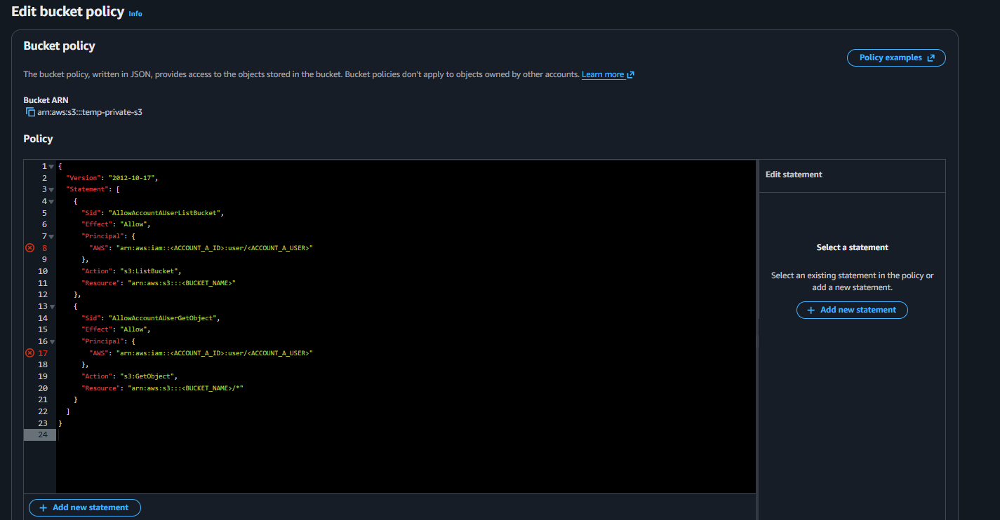 Edit bucket policy Info
Bucket policy
Policy examples
The bucket policy, written in JSON, provides access to the objects stored in the bucket. Bucket policies don't apply to objects owned by other accounts. Learn more
Bucket ARN
arn:aws:s3:::temp-private-s3
Policy
1 {
2 "Version": "2012-10-17",
3 "Statement": [
4 {
5 "Sid": "AllowAccountAUserListBucket",
6 "Effect": "Allow",
7 "Principal": {
8 "AWS": "arn:aws:iam::<ACCOUNT_A_ID>:user/<ACCOUNT_A_USER>"
9 },
10 "Action": "s3:ListBucket",
11 "Resource": "arn:aws:s3:::<BUCKET_NAME>"
12 },
13 {
14 "Sid": "AllowAccountAUserGetObject",
15 "Effect": "Allow",
16 "Principal": {
17 "AWS": "arn:aws:iam::<ACCOUNT_A_ID>:user/<ACCOUNT_A_USER>"
18 },
19 "Action": "s3:GetObject",
20 "Resource": "arn:aws:s3:::<BUCKET_NAME>/*"
21 }
22 ]
23 }
24
+ Add new statement
Edit statement
Select a statement
Select an existing statement in the policy or
add a new statement.
+ Add new statement